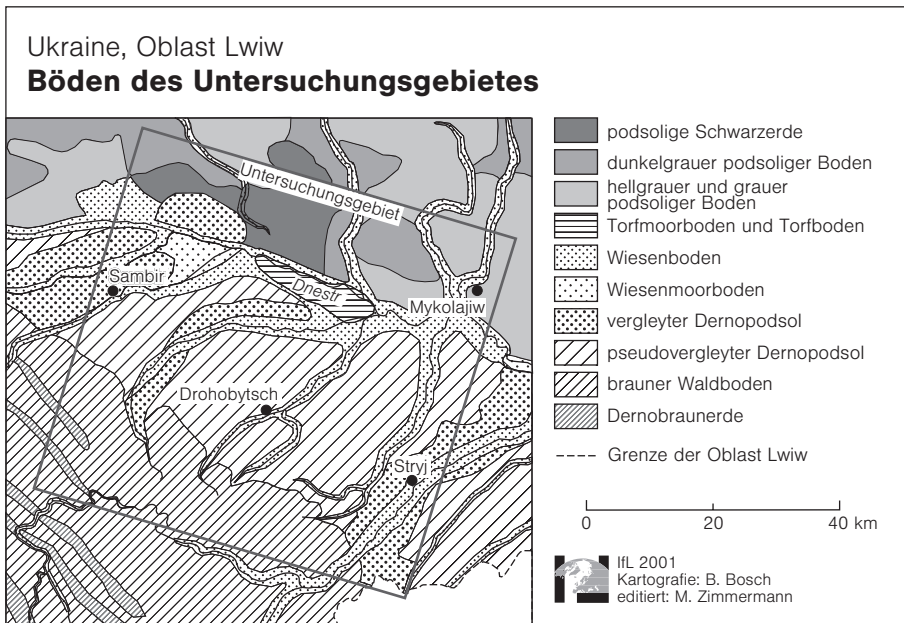 Ukraine, Oblast Lwiw
Böden des Untersuchungsgebietes
Untersuchungsgebiet
Sambir
Dnestr
Mykolajiw
Drohobytsch
Stryj
podsolige Schwarzerde
dunkelgrauer podsoliger Boden
hellgrauer und grauer
podsoliger Boden
Torfmoorboden und Torfboden
Wiesenboden
Wiesenmoorboden
vergleyter Dernopodsol
pseudovergleyter Dernopodsol
brauner Waldboden
Dernobraunerde
Grenze der Oblast Lwiw
0 20 40 km
IfL 2001
Kartografie: B. Bosch
editiert: M. Zimmermann